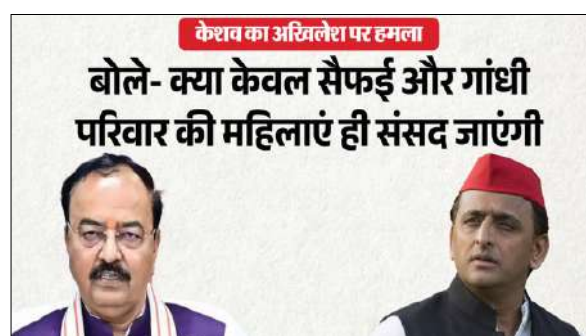 केशव का अखिलेश पर हमला
बोले- क्या केवल सैफई और गांधी
परिवार की महिलाएं ही संसद जाएंगी